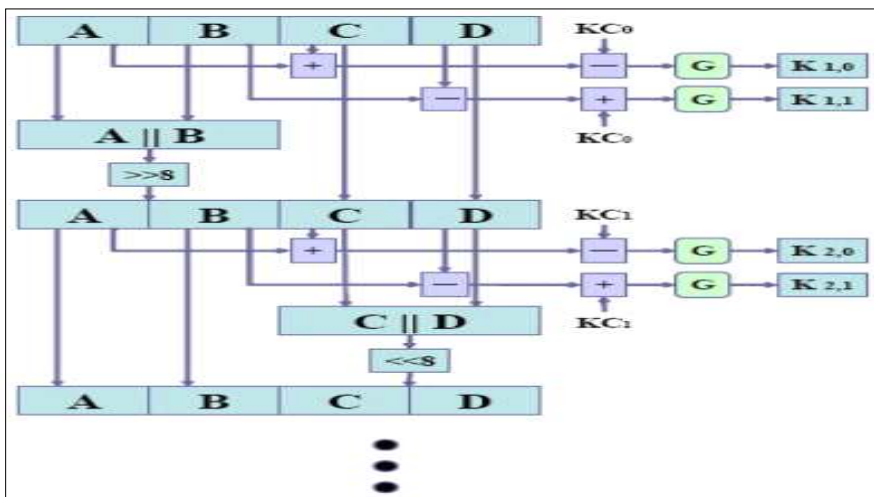 A B C D KC₀
+ — G K 1,0
— + G K 1,1
A || B KC₀
>>8
A B C D KC₁
+ — G K 2,0
— + G K 2,1
C || D KC₁
<<8
A B C D